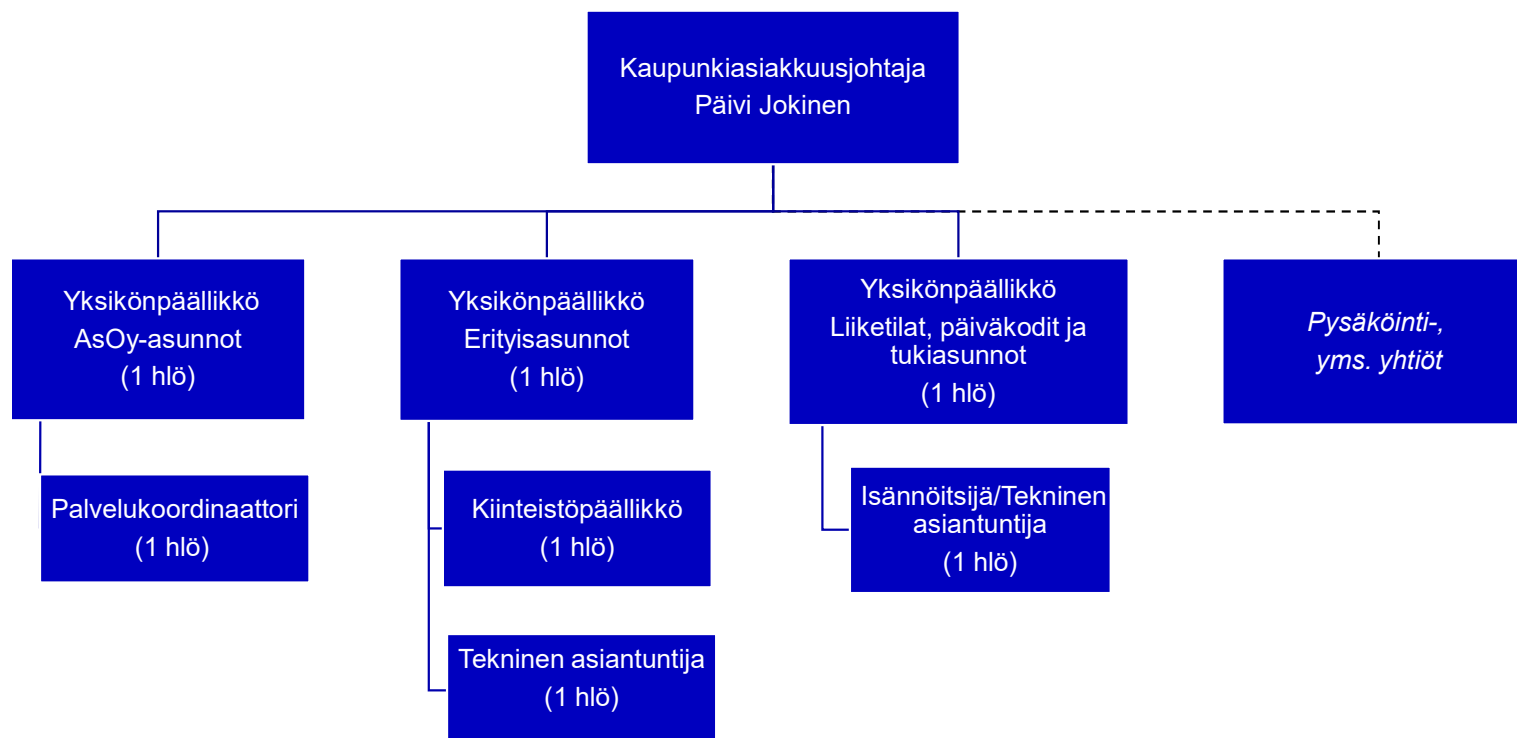 Kaupunkiasiakkuusjohtaja
Päivi Jokinen
Yksikönpäällikkö
AsOy-asunnot
(1 hlö)
Yksikönpäällikkö
Erityisasunnot
(1 hlö)
Yksikönpäällikkö
Liiketilat, päiväkodit ja
tukiasunnot
(1 hlö)
Pysäköinti-,
yms. yhtiöt
Palvelukoordinaattori
(1 hlö)
Kiinteistöpäällikkö
(1 hlö)
Isännöitsijä/Tekninen
asiantuntija
(1 hlö)
Tekninen asiantuntija
(1 hlö)